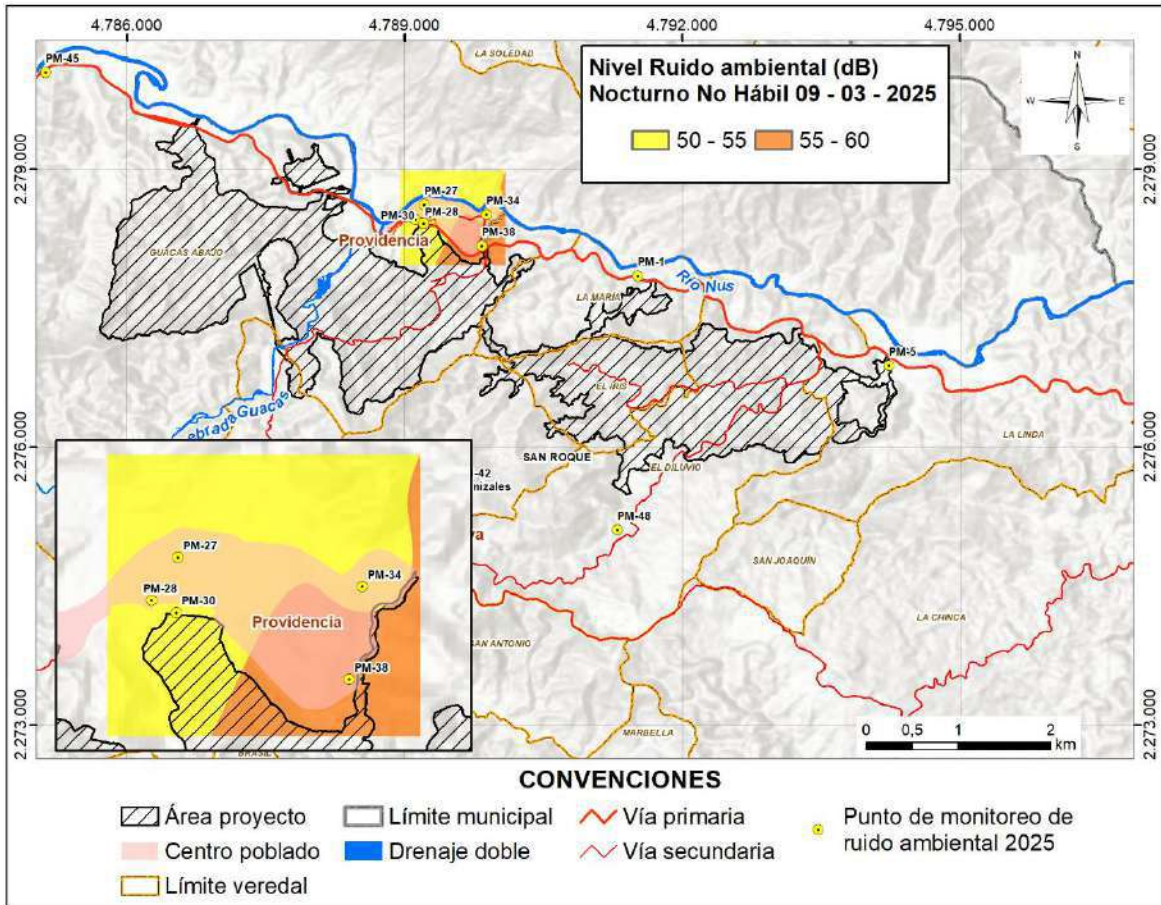 4.786.000
4.789.000
4.792.000
4.795.000
PM-45
LA SOLEDAD
Nivel Ruido ambiental (dB)
Nocturno No Hábil 09 - 03 - 2025
50 - 55
55 - 60
N
W
E
S
2.279.000
2.279.000
PM-27
PM-34
PM-30
PM-28
PM-38
Providencia
GUACAS ABAJO
PM-1
Río Nus
LA MARIA
PM-5
EL IRIS
Guacas
2.276.000
2.276.000
SAN ROQUE
LA LINDA
EL DILUVIO
-42
nizales
PM-48
SAN JOAQUÍN
LA CHINCA
SAN ANTONIO
MARBELLA
BRASIL
PM-27
PM-34
PM-28
PM-30
Providencia
PM-38
2.273.000
2.273.000
0 0,5 1 2
km
CONVENCIONES
Área proyecto
Límite municipal
Vía primaria
Punto de monitoreo de
ruido ambiental 2025
Centro poblado
Drenaje doble
Vía secundaria
Límite veredal